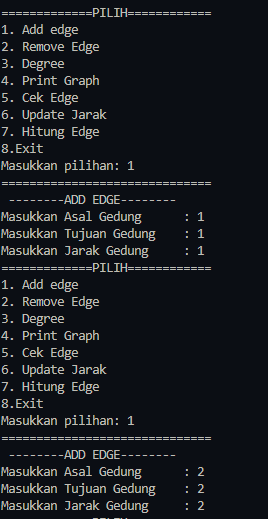 =============PILIH============
1. Add edge
2. Remove Edge
3. Degree
4. Print Graph
5. Cek Edge
6. Update Jarak
7. Hitung Edge
8.Exit
Masukkan pilihan: 1
==============================
 --------ADD EDGE--------
Masukkan Asal Gedung      : 1
Masukkan Tujuan Gedung    : 1
Masukkan Jarak Gedung     : 1
=============PILIH============
1. Add edge
2. Remove Edge
3. Degree
4. Print Graph
5. Cek Edge
6. Update Jarak
7. Hitung Edge
8.Exit
Masukkan pilihan: 1
==============================
 --------ADD EDGE--------
Masukkan Asal Gedung      : 2
Masukkan Tujuan Gedung    : 2
Masukkan Jarak Gedung     : 2